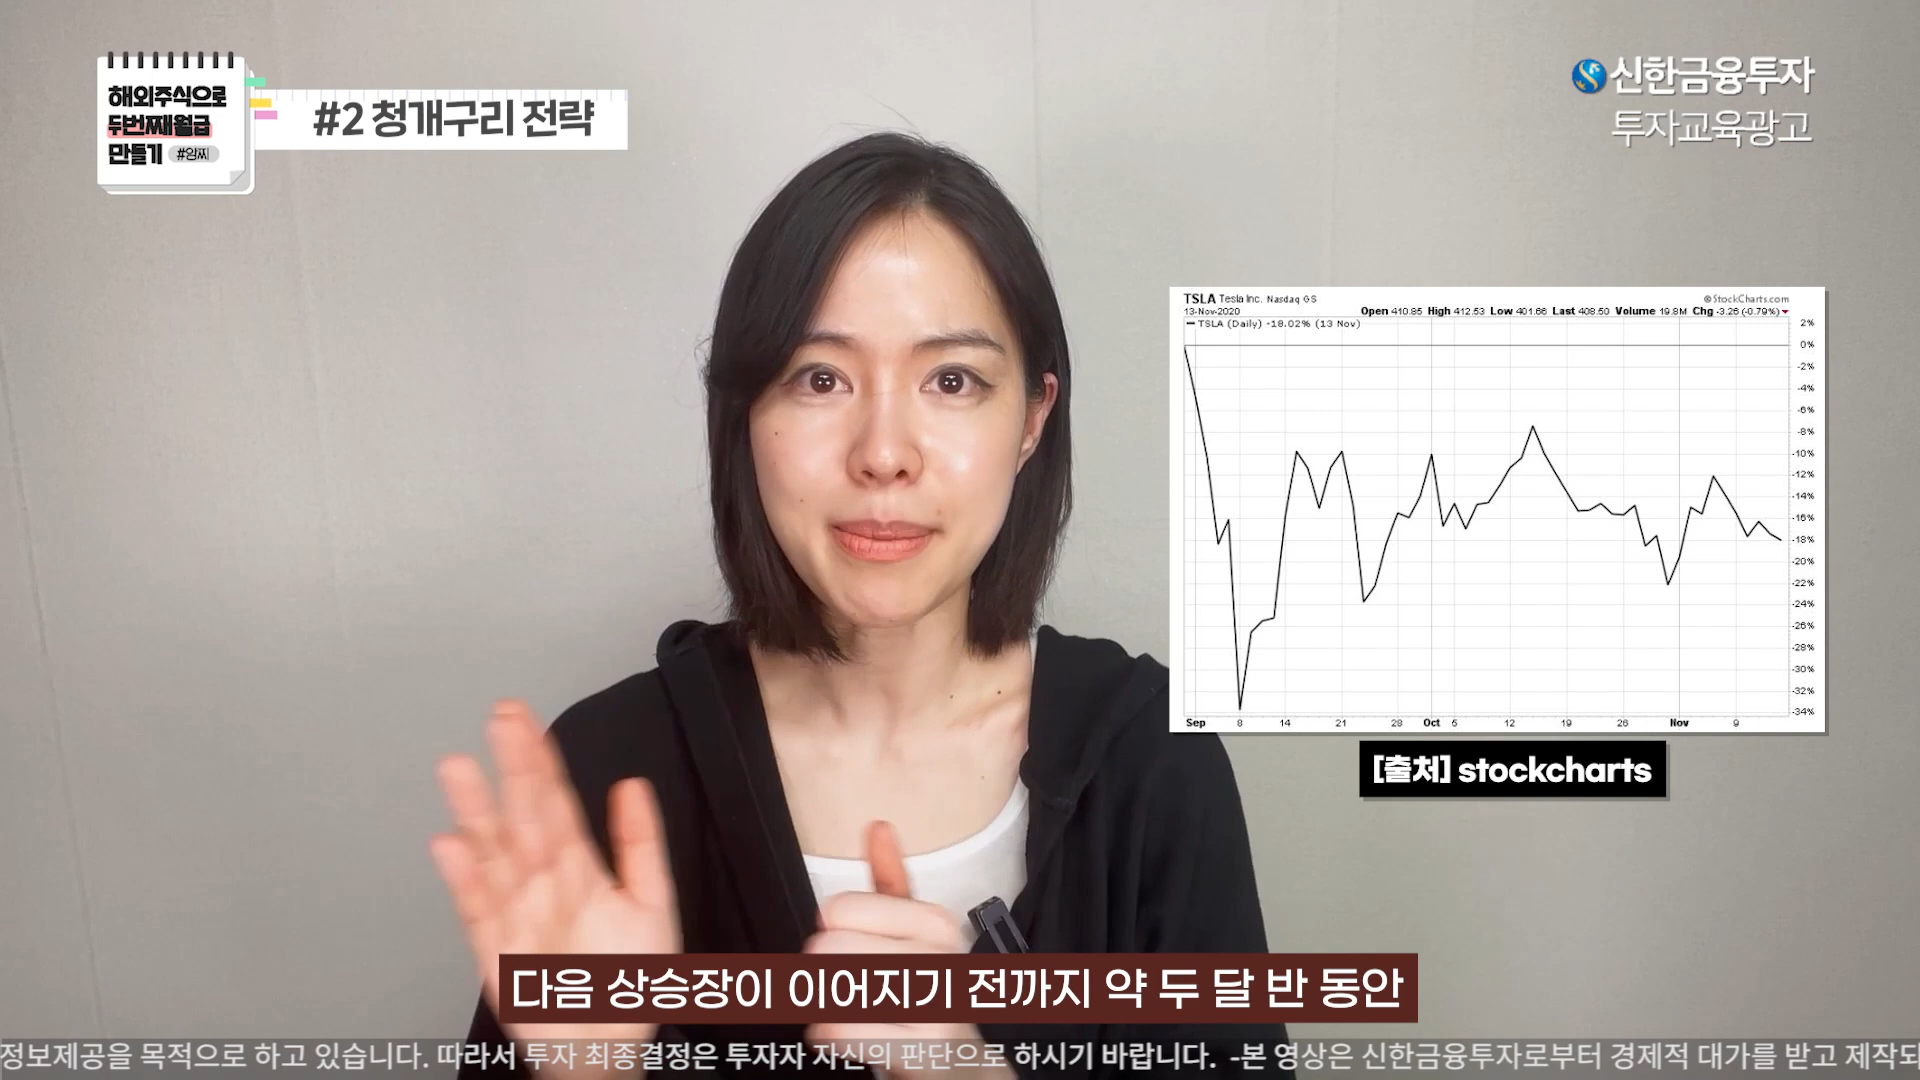 해외주식으로
두번째월급
만들기 #임찌
#2 청개구리 전략
신한금융투자
투자교육광고
TSLA Tesla Inc. Nasdaq GS
©StockCharts.com
13-Nov-2020
Open 410.85 High 412.53 Low 401.66 Last 408.50 Volume 19.8M Chg -3.26 (-0.79%)
TSLA (Daily) -18.02% (13 Nov)
2%
0%
-2%
-4%
-6%
-8%
-10%
-12%
-14%
-16%
-18%
-20%
-22%
-24%
-26%
-28%
-30%
-32%
-34%
Sep 8 14 21 28 Oct 5 12 19 26 Nov 9
[출처] stockcharts
다음 상승장이 이어지기 전까지 약 두 달 반 동안
정보제공을 목적으로 하고 있습니다. 따라서 투자 최종결정은 투자자 자신의 판단으로 하시기 바랍니다. -본 영상은 신한금융투자로부터 경제적 대가를 받고 제작되